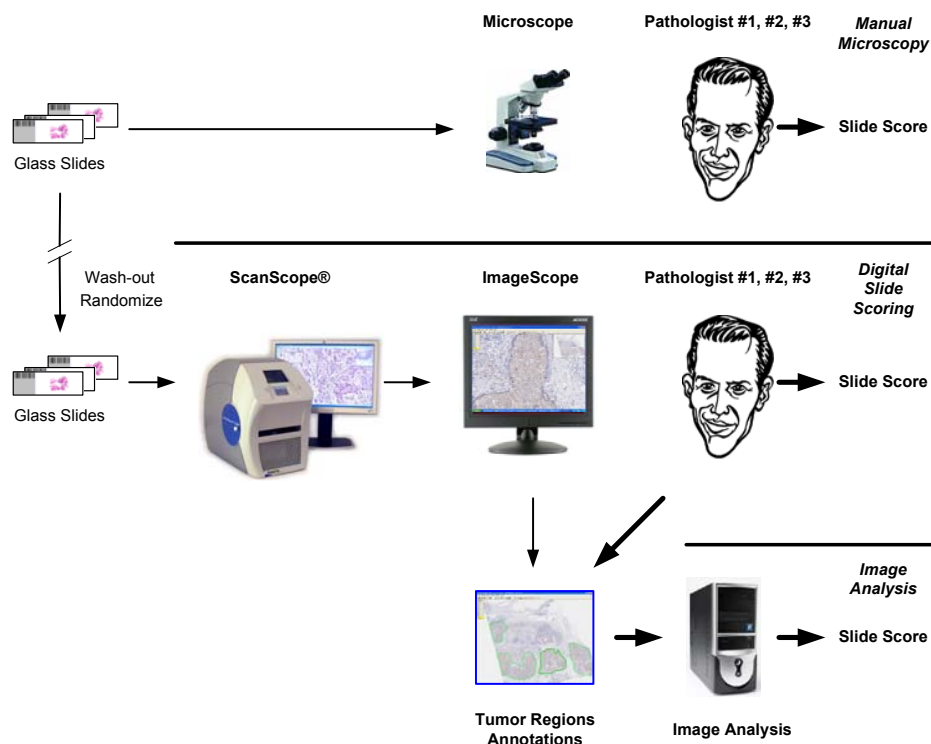 Microscope
Pathologist #1, #2, #3
Manual
Microscopy
Slide Score
Glass Slides
Wash-out
Randomize
ScanScope®
ImageScope
Pathologist #1, #2, #3
Digital
Slide
Scoring
Slide Score
Glass Slides
Image
Analysis
Slide Score
Tumor Regions
Annotations
Image Analysis